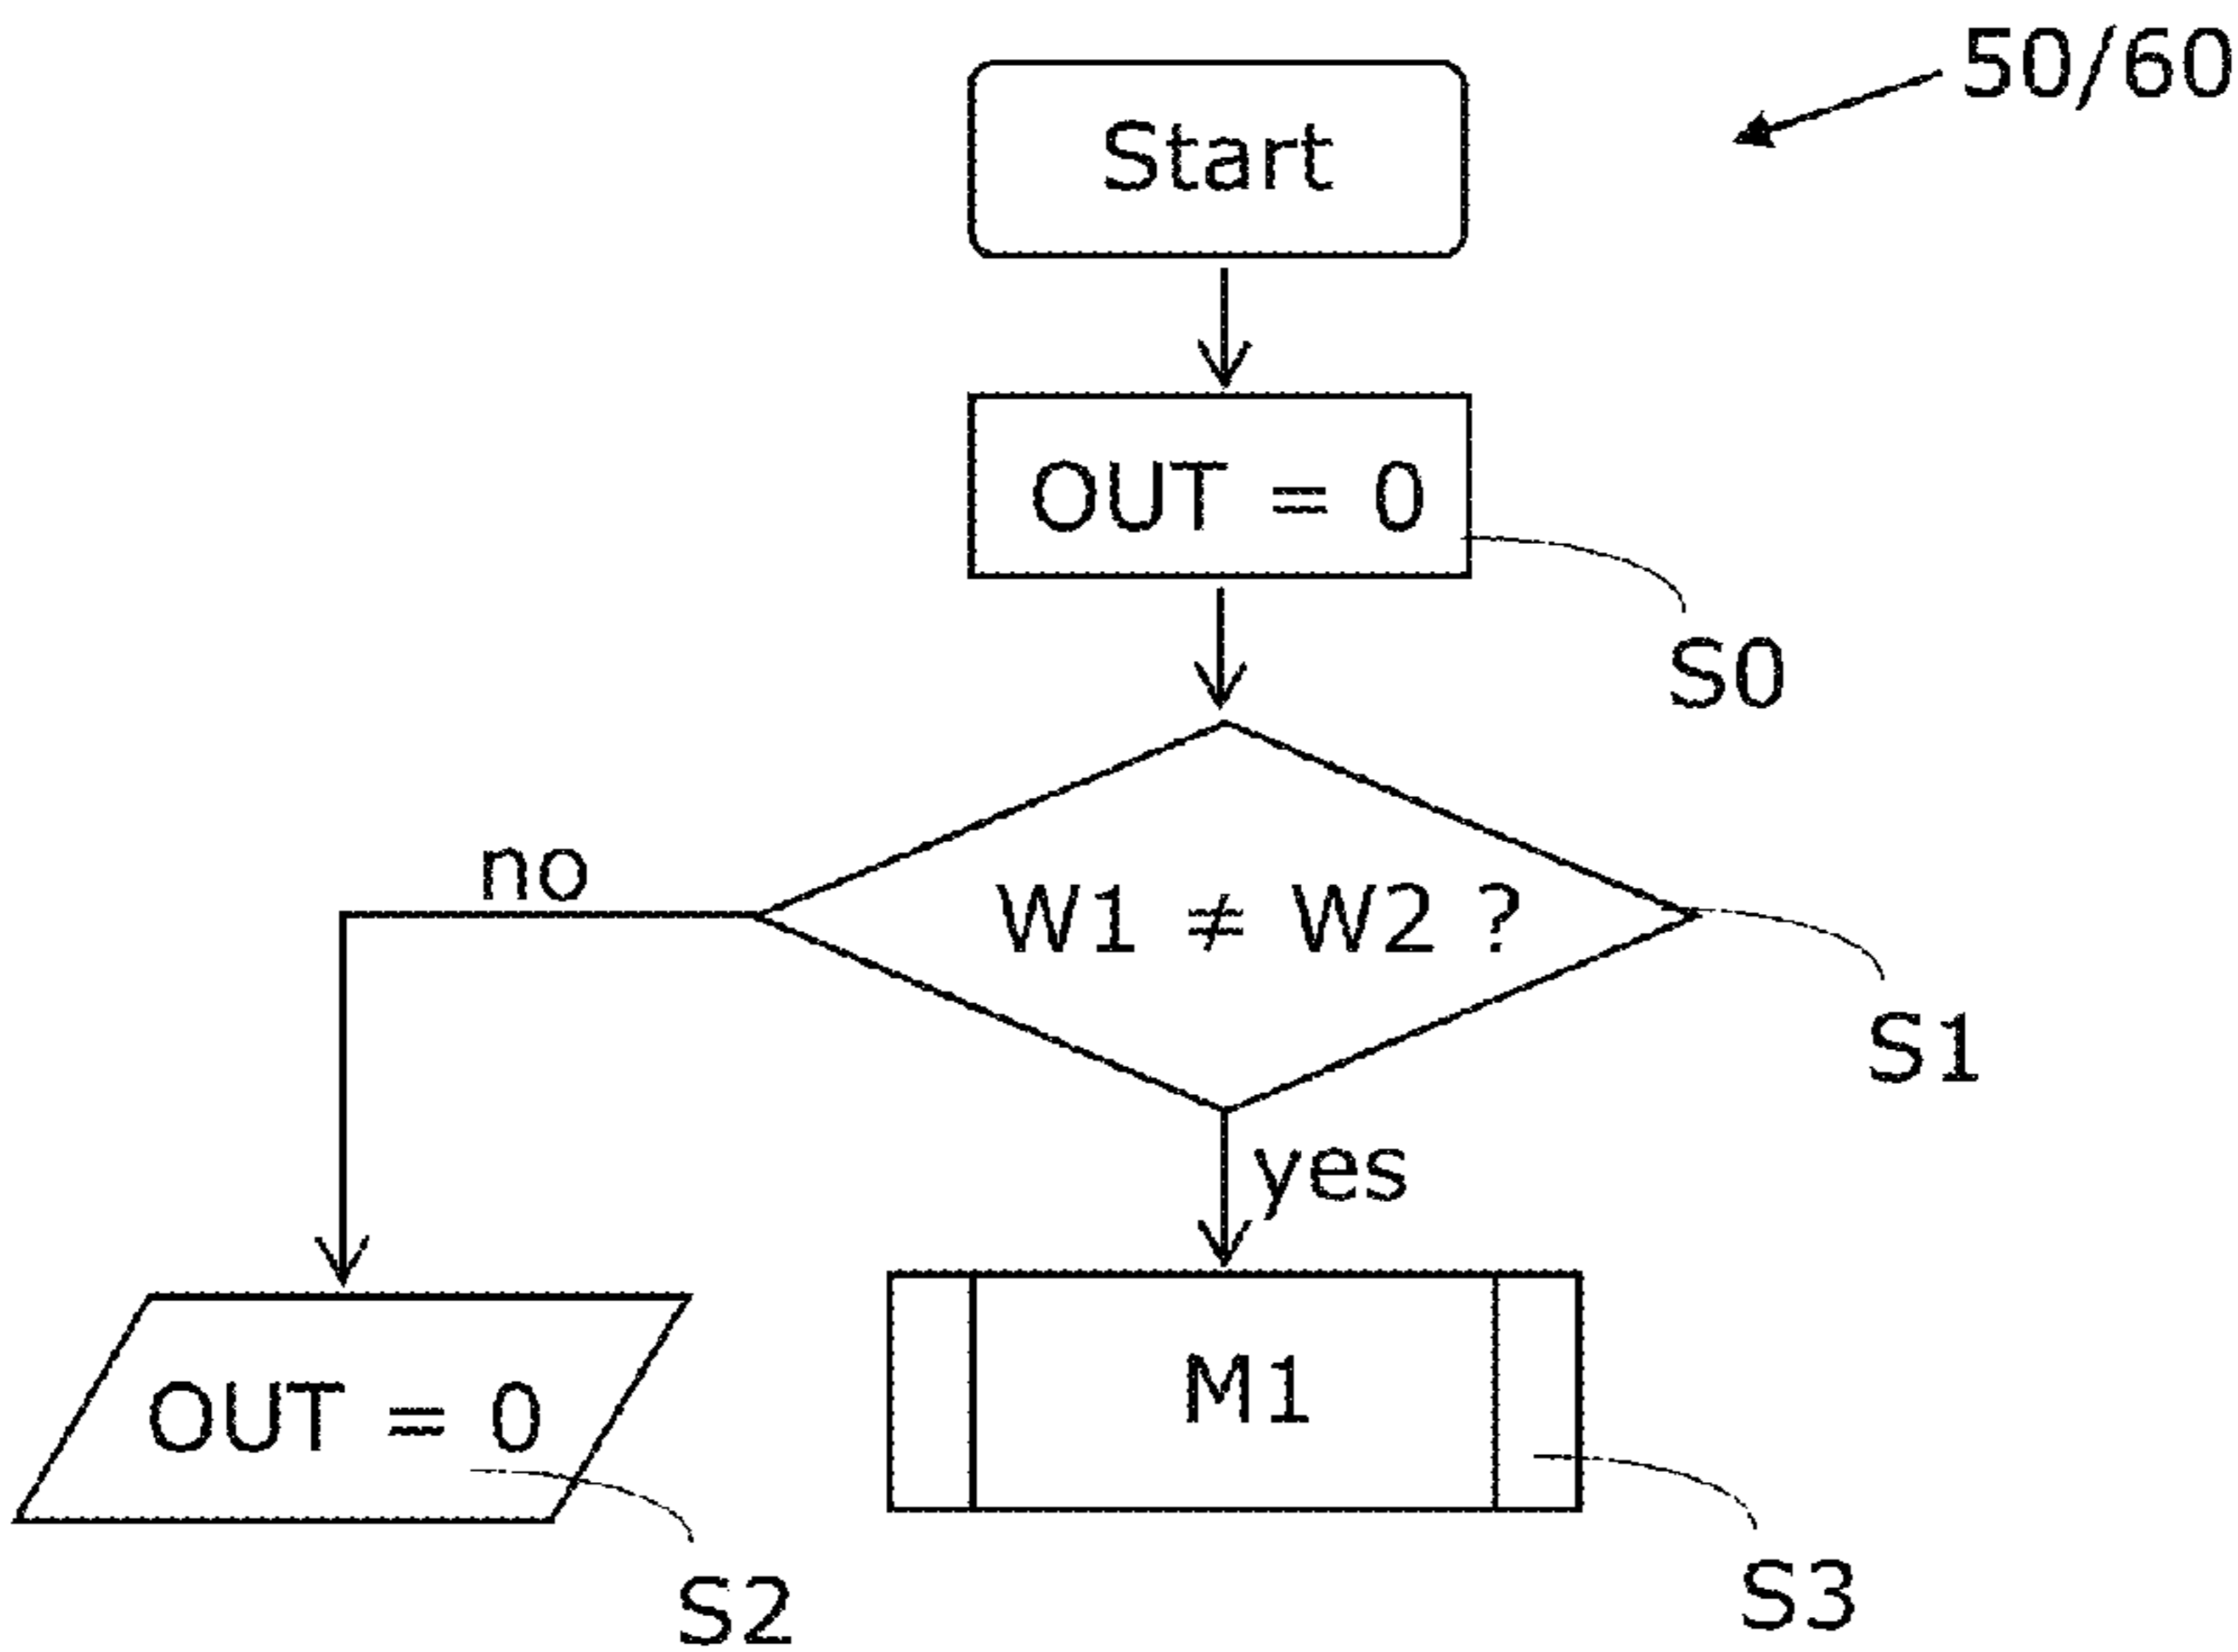 50/60
Start
OUT = 0
S0
no
W1 ≠ W2 ?
S1
yes
OUT = 0
M1
S2
S3